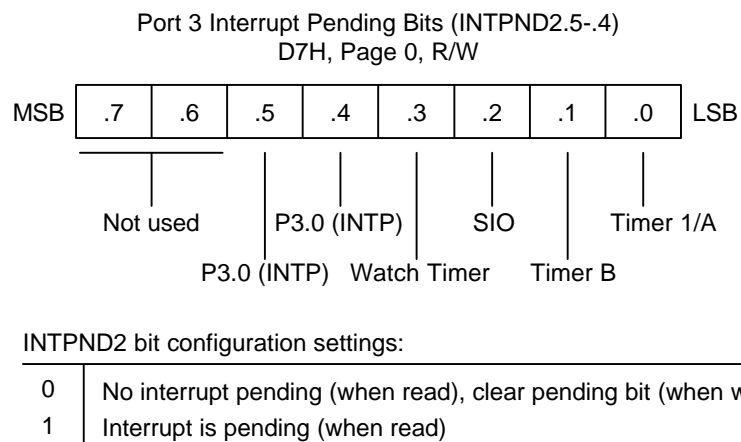 Port 3 Interrupt Pending Bits (INTPND2.5-.4)
D7H, Page 0, R/W
MSB .7 .6 .5 .4 .3 .2 .1 .0 LSB
Not used P3.0 (INTP) SIO Timer 1/A
P3.0 (INTP) Watch Timer Timer B
INTPND2 bit configuration settings:
0 No interrupt pending (when read), clear pending bit (when
1 Interrupt is pending (when read)